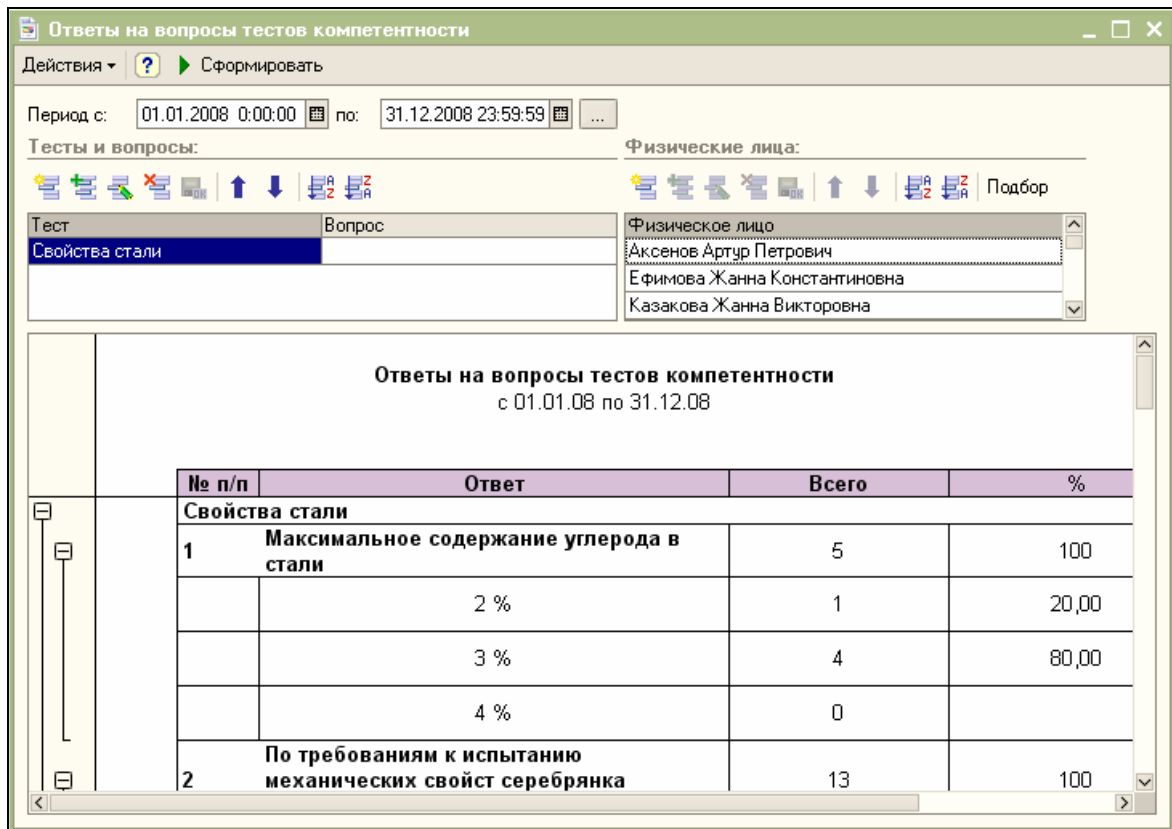 Ответы на вопросы тестов компетентности
Действия ? Сформировать
Период с: 01.01.2008 0:00:00 по: 31.12.2008 23:59:59 ...
Тесты и вопросы: Физические лица:
Подбор
Тест Вопрос Физическое лицо
Свойства стали Аксенов Артур Петрович
Ефимова Жанна Константиновна
Казакова Жанна Викторовна
Ответы на вопросы тестов компетентности
с 01.01.08 по 31.12.08
№ п/п Ответ Всего %
Свойства стали
1 Максимальное содержание углерода в стали 5 100
2 % 1 20,00
3 % 4 80,00
4 % 0
По требованиям к испытанию
2 механических свойст серебрянка 13 100